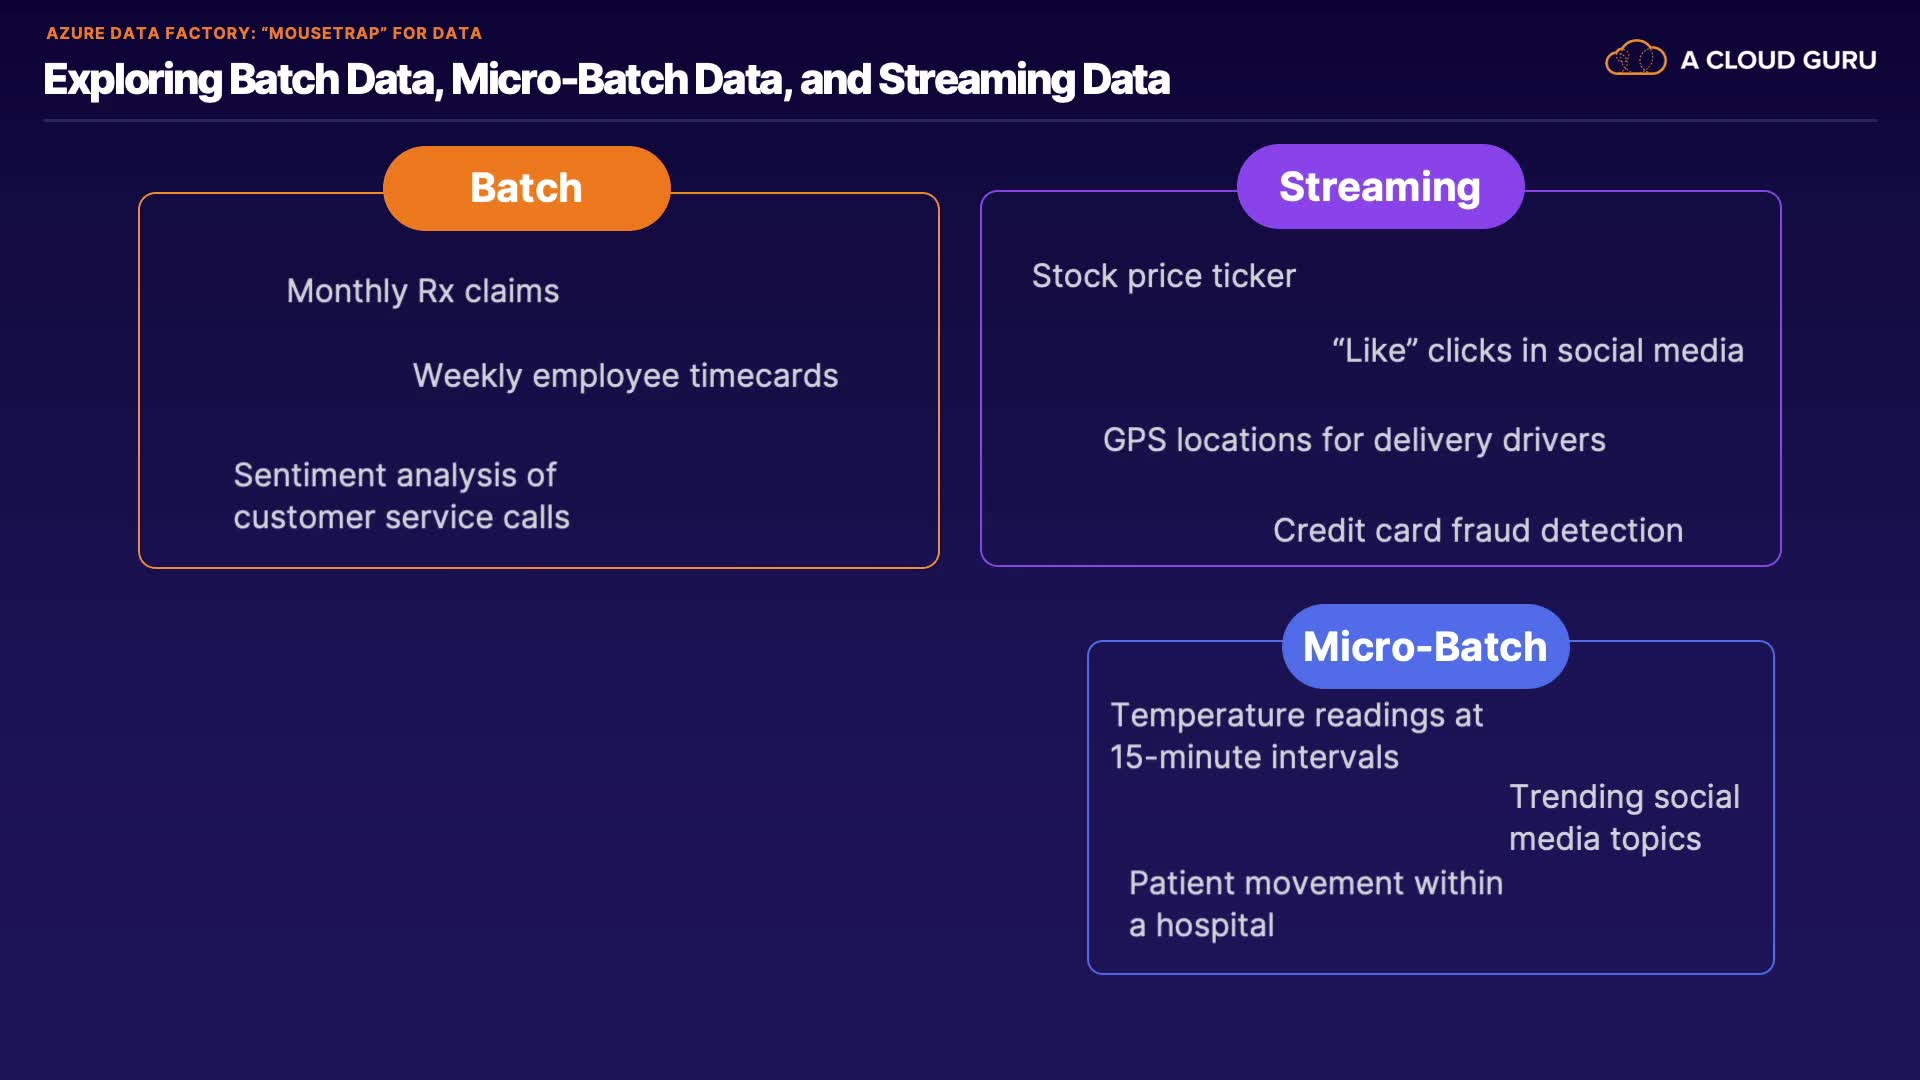 AZURE DATA FACTORY: “MOUSETRAP” FOR DATA
Exploring Batch Data, Micro-Batch Data, and Streaming Data
A CLOUD GURU
Batch
Monthly Rx claims
Weekly employee timecards
Sentiment analysis of
customer service calls
Streaming
Stock price ticker
“Like” clicks in social media
GPS locations for delivery drivers
Credit card fraud detection
Micro-Batch
Temperature readings at
15-minute intervals
Trending social
media topics
Patient movement within
a hospital